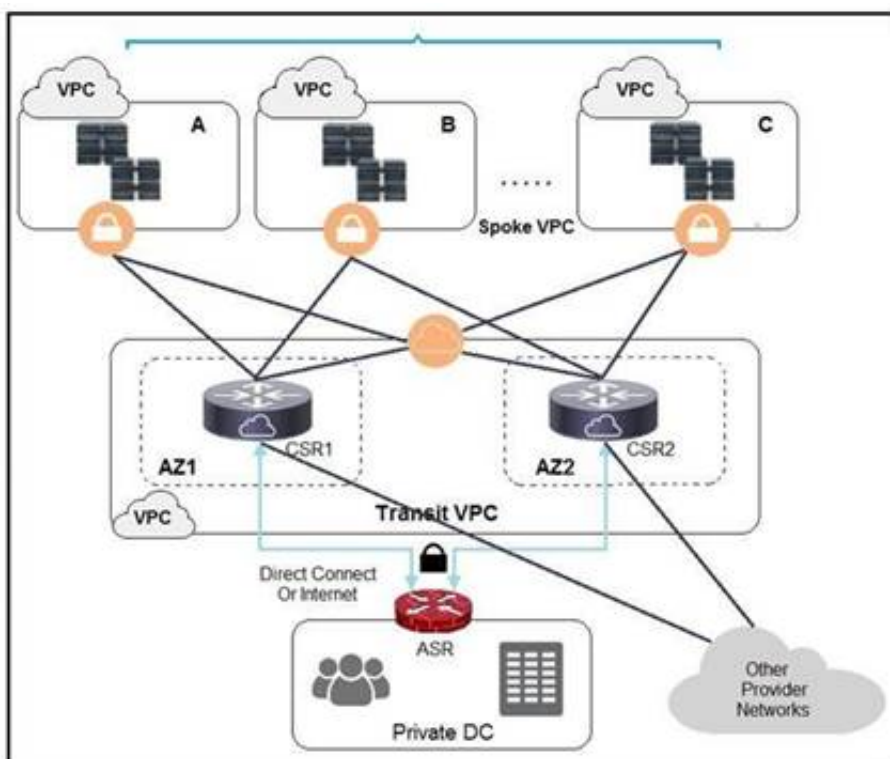 VPC
A
VPC
B
VPC
C
.....
Spoke VPC
CSR1
AZ1
CSR2
AZ2
VPC
Transit VPC
Direct Connect
Or Internet
ASR
Private DC
Other
Provider
Networks